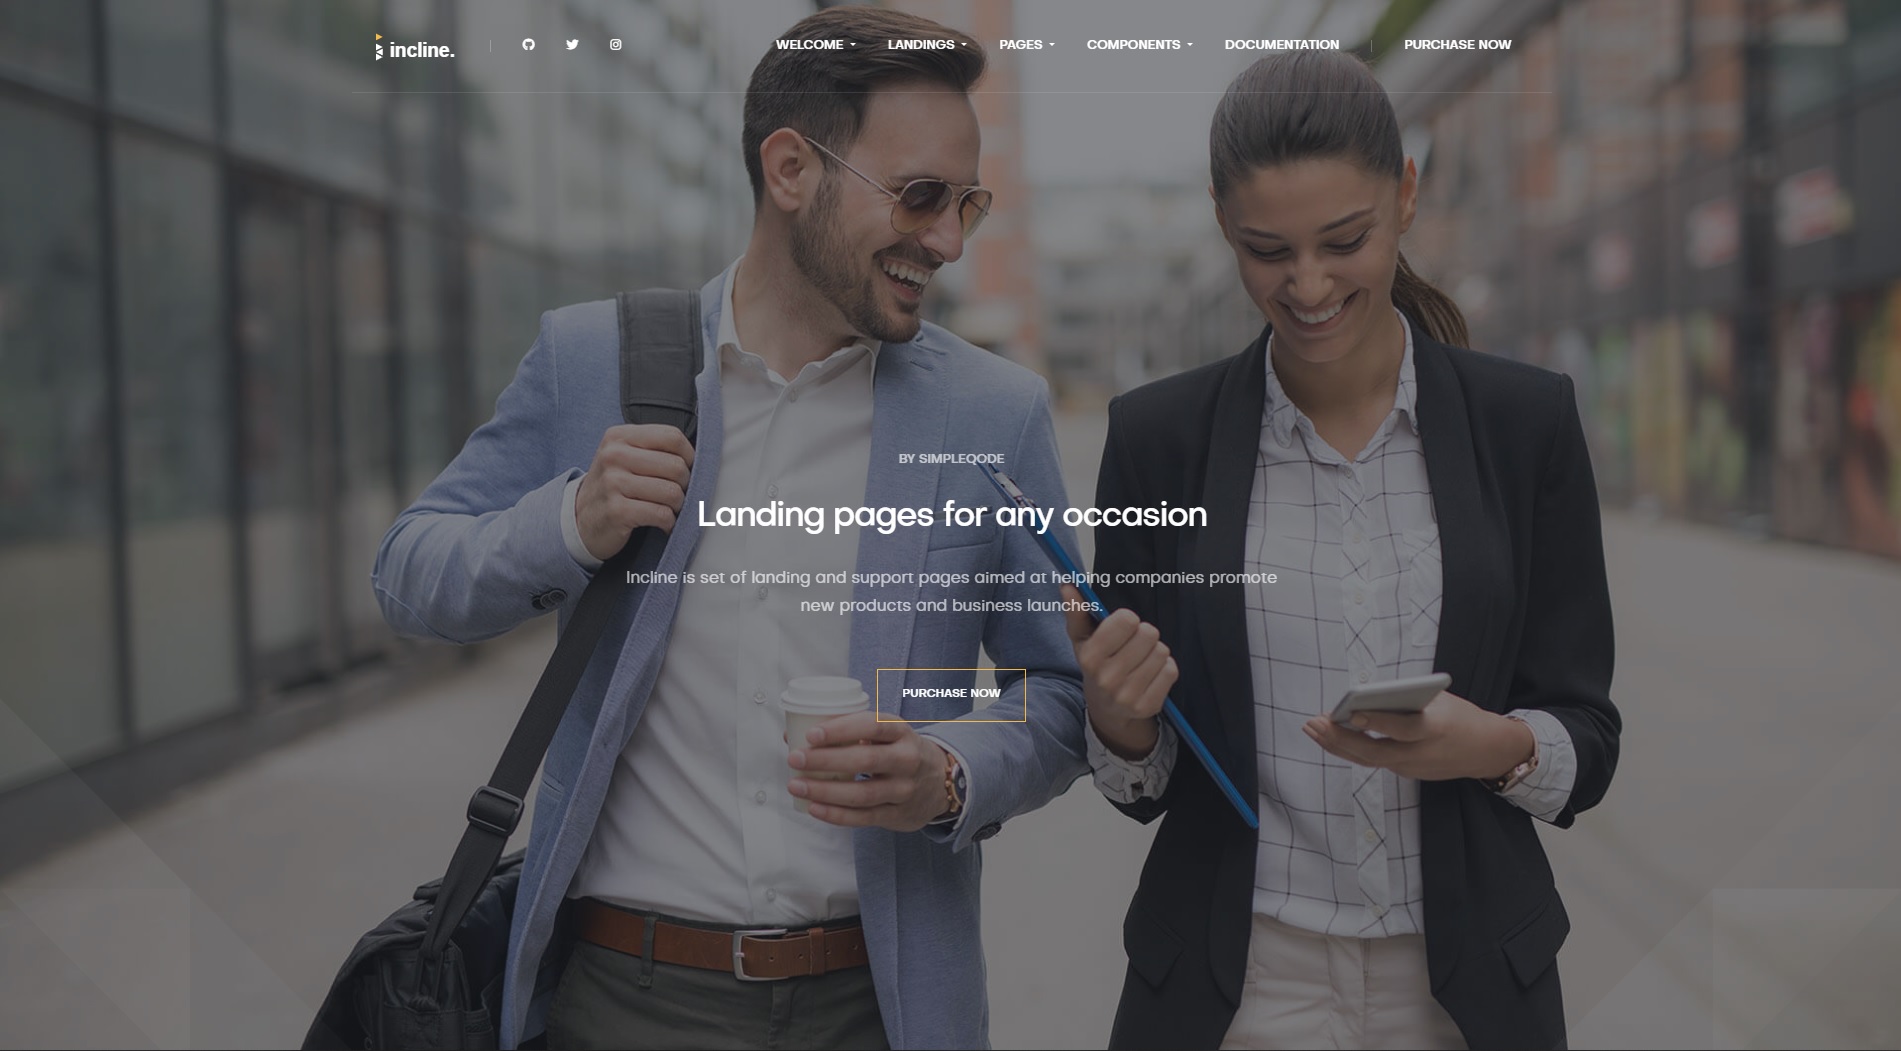 incline.
WELCOME LANDINGS PAGES COMPONENTS DOCUMENTATION PURCHASE NOW
BY SIMPLEQODE
Landing pages for any occasion
Incline is set of landing and support pages aimed at helping companies promote
new products and business launches.
PURCHASE NOW